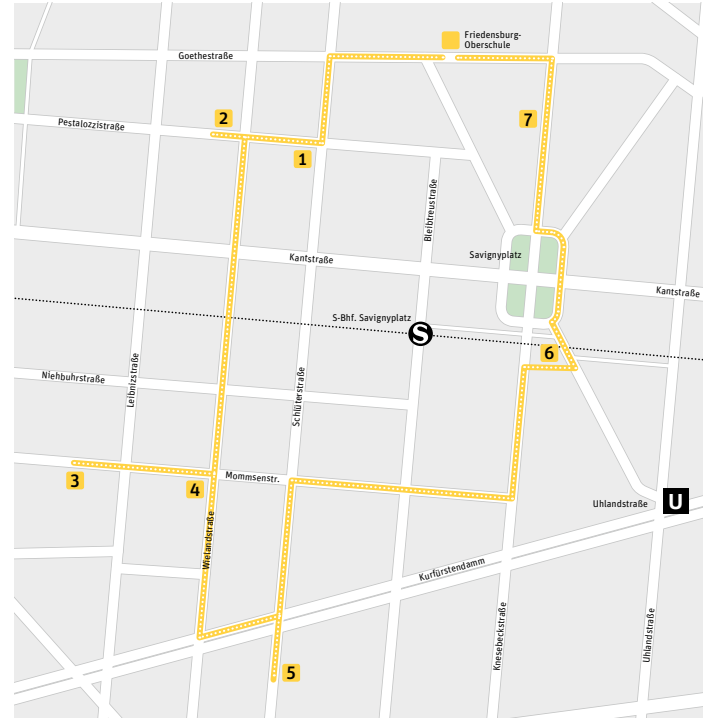 Friedensburg-
Oberschule
Goethestraße
2
7
Pestalozzistraße
1
Bleibtreustraße
Savignyplatz
Kantstraße
Kantstraße
S-Bhf. Savignyplatz
S
6
Niehbuhrstraße
Leibnizstraße
Schlüterstraße
3
4
Mommsenstr.
Uhlandstraße
U
Wielandstraße
Kurfürstendamm
Knesebeckstraße
Uhlandstraße
5